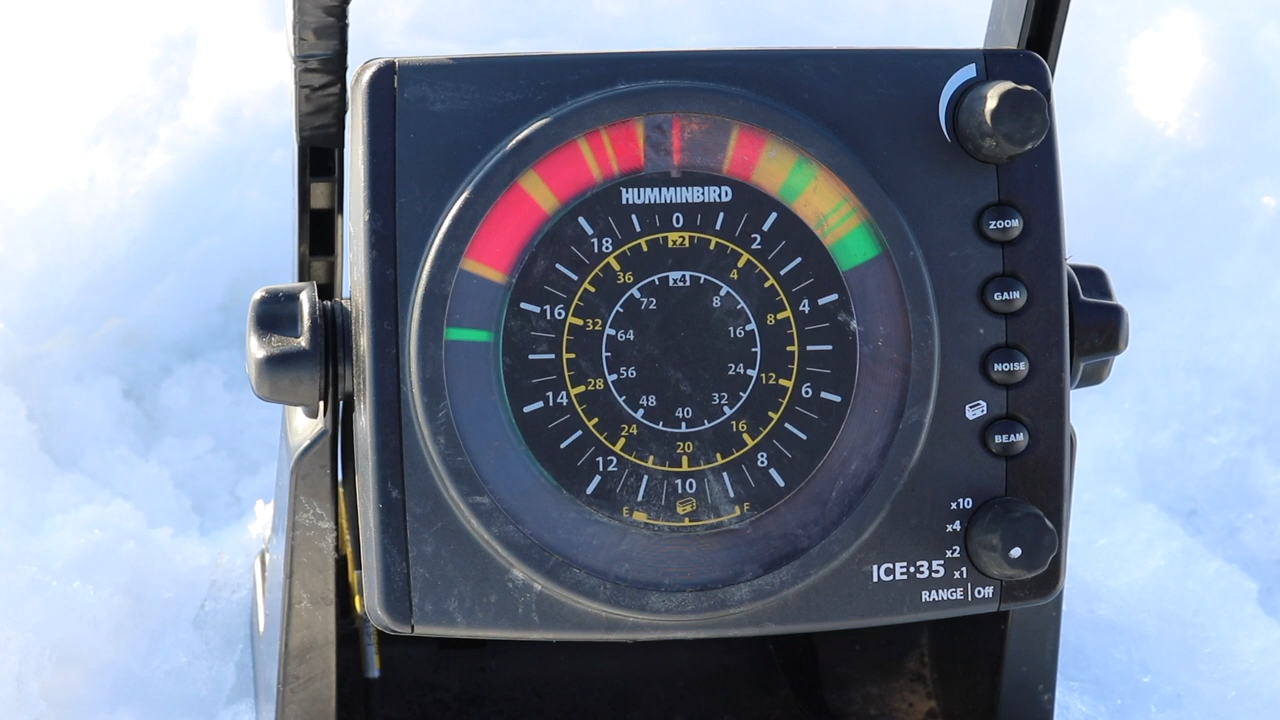 HUMMINBIRD
0
18 2
16 4
14 6
12 8
10
x2
36 4
32 8
28 12
24 16
20
x4
72 8
64 16
56 24
48 32
40
E F
ZOOM
GAIN
NOISE
BEAM
x10
x4
x2
ICE·35 x1
RANGE | Off